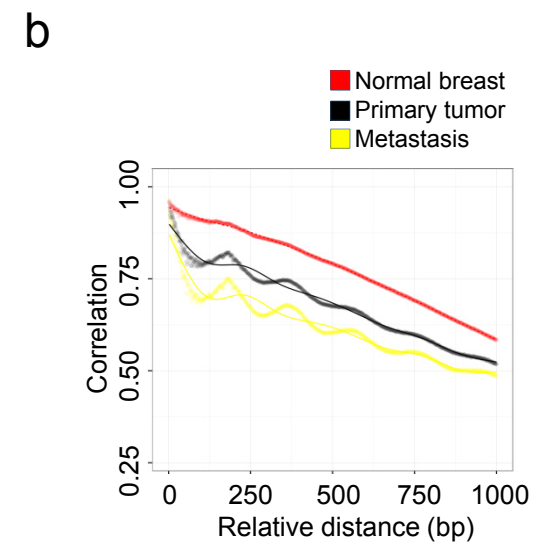 b
Normal breast
Primary tumor
Metastasis
1.00
0.75
0.50
0.25
Correlation
0 250 500 750 1000
Relative distance (bp)